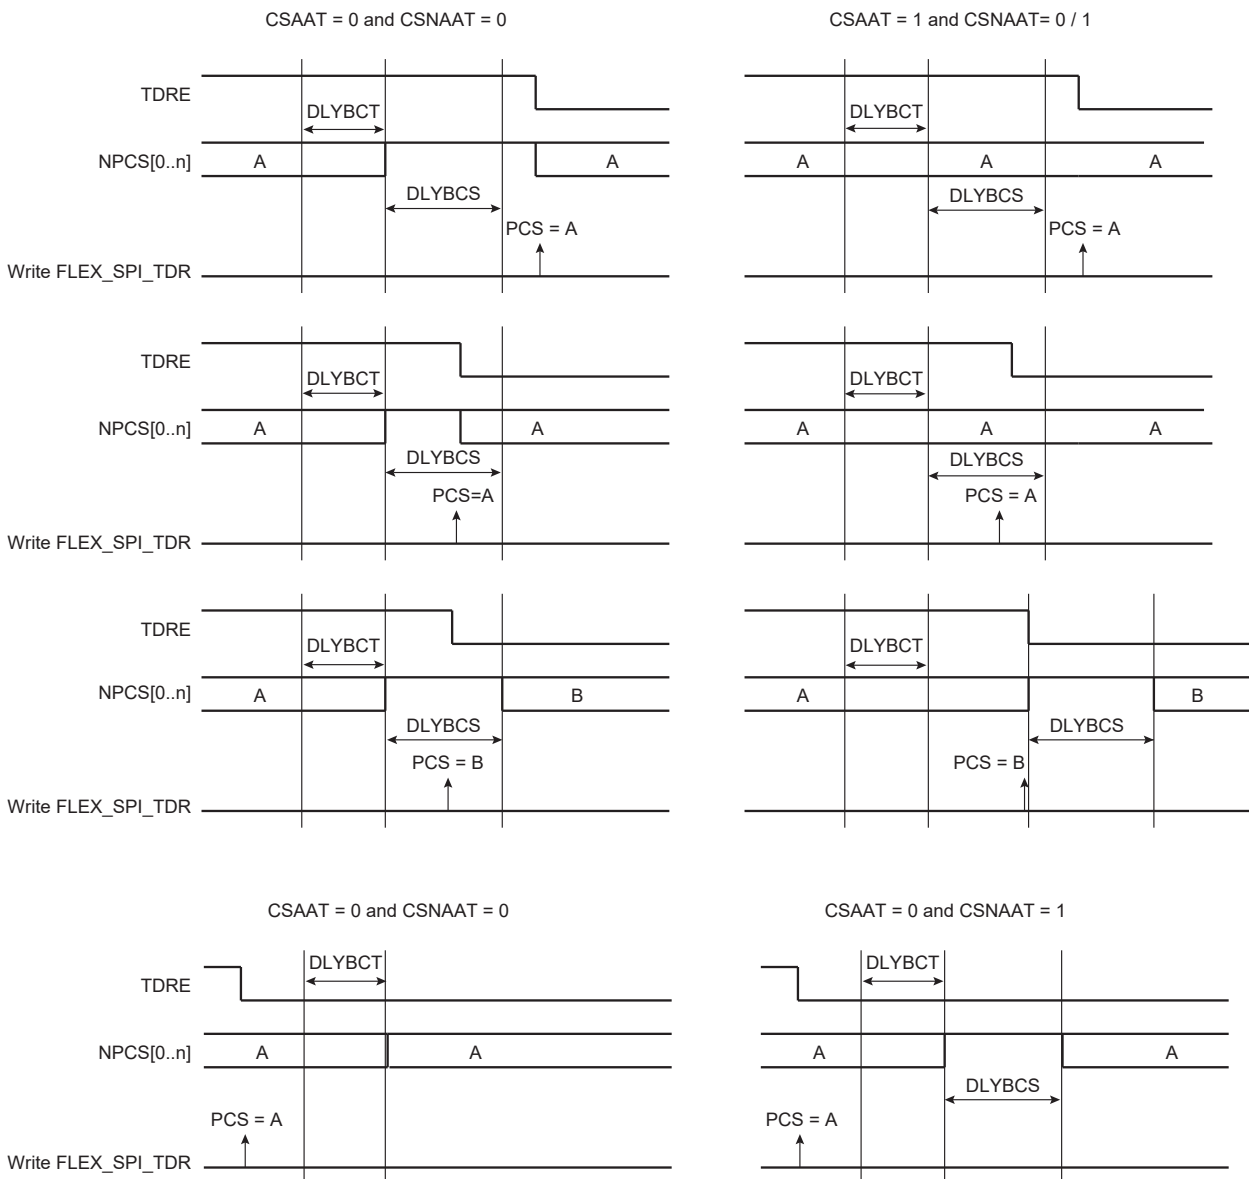 CSAAT = 0 and CSNAAT = 0
CSAAT = 1 and CSNAAT= 0 / 1
TDRE
DLYBCT
DLYBCT
NPCS[0..n]
A
A
A
A
A
DLYBCS
DLYBCS
PCS = A
PCS = A
Write FLEX_SPI_TDR
TDRE
DLYBCT
DLYBCT
NPCS[0..n]
A
A
A
A
A
DLYBCS
DLYBCS
PCS=A
PCS = A
Write FLEX_SPI_TDR
TDRE
DLYBCT
DLYBCT
NPCS[0..n]
A
B
A
B
DLYBCS
DLYBCS
PCS = B
PCS = B
Write FLEX_SPI_TDR
CSAAT = 0 and CSNAAT = 0
CSAAT = 0 and CSNAAT = 1
DLYBCT
DLYBCT
TDRE
NPCS[0..n]
A
A
A
A
DLYBCS
PCS = A
PCS = A
Write FLEX_SPI_TDR